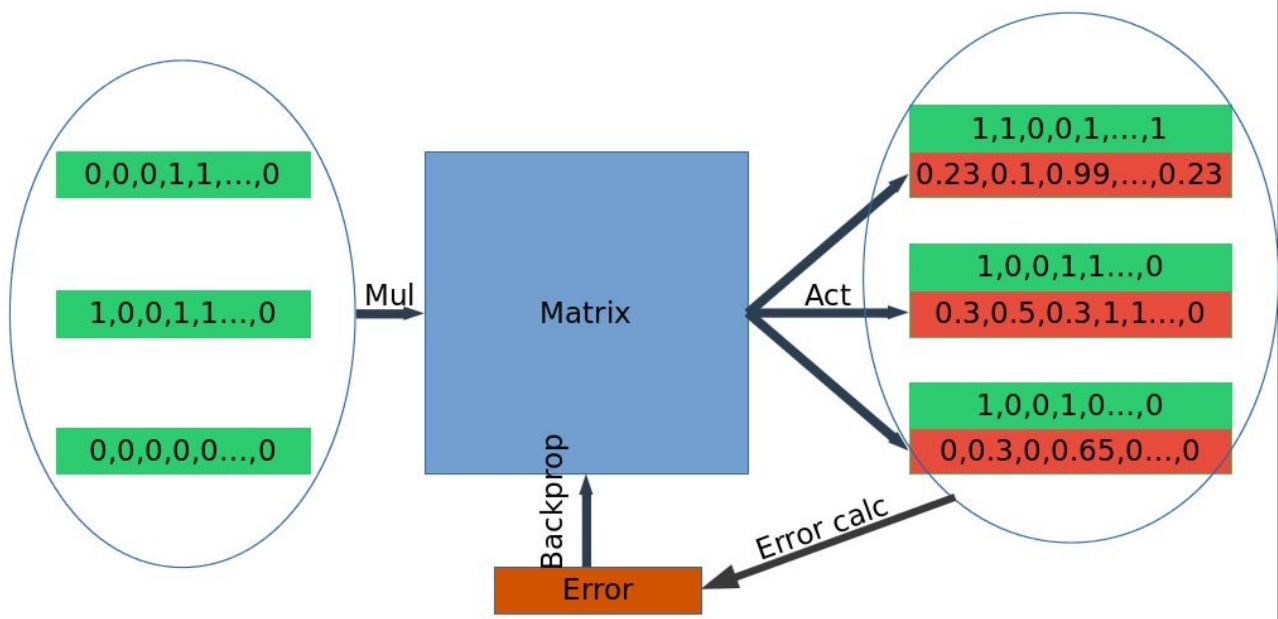 0,0,0,1,1,...,0
1,0,0,1,1...,0
0,0,0,0,0...,0
Mul
Matrix
Act
1,1,0,0,1,...,1
0.23,0.1,0.99,...,0.23
1,0,0,1,1...,0
0.3,0.5,0.3,1,1...,0
1,0,0,1,0...,0
0,0.3,0,0.65,0...,0
Error calc
Backprop
Error